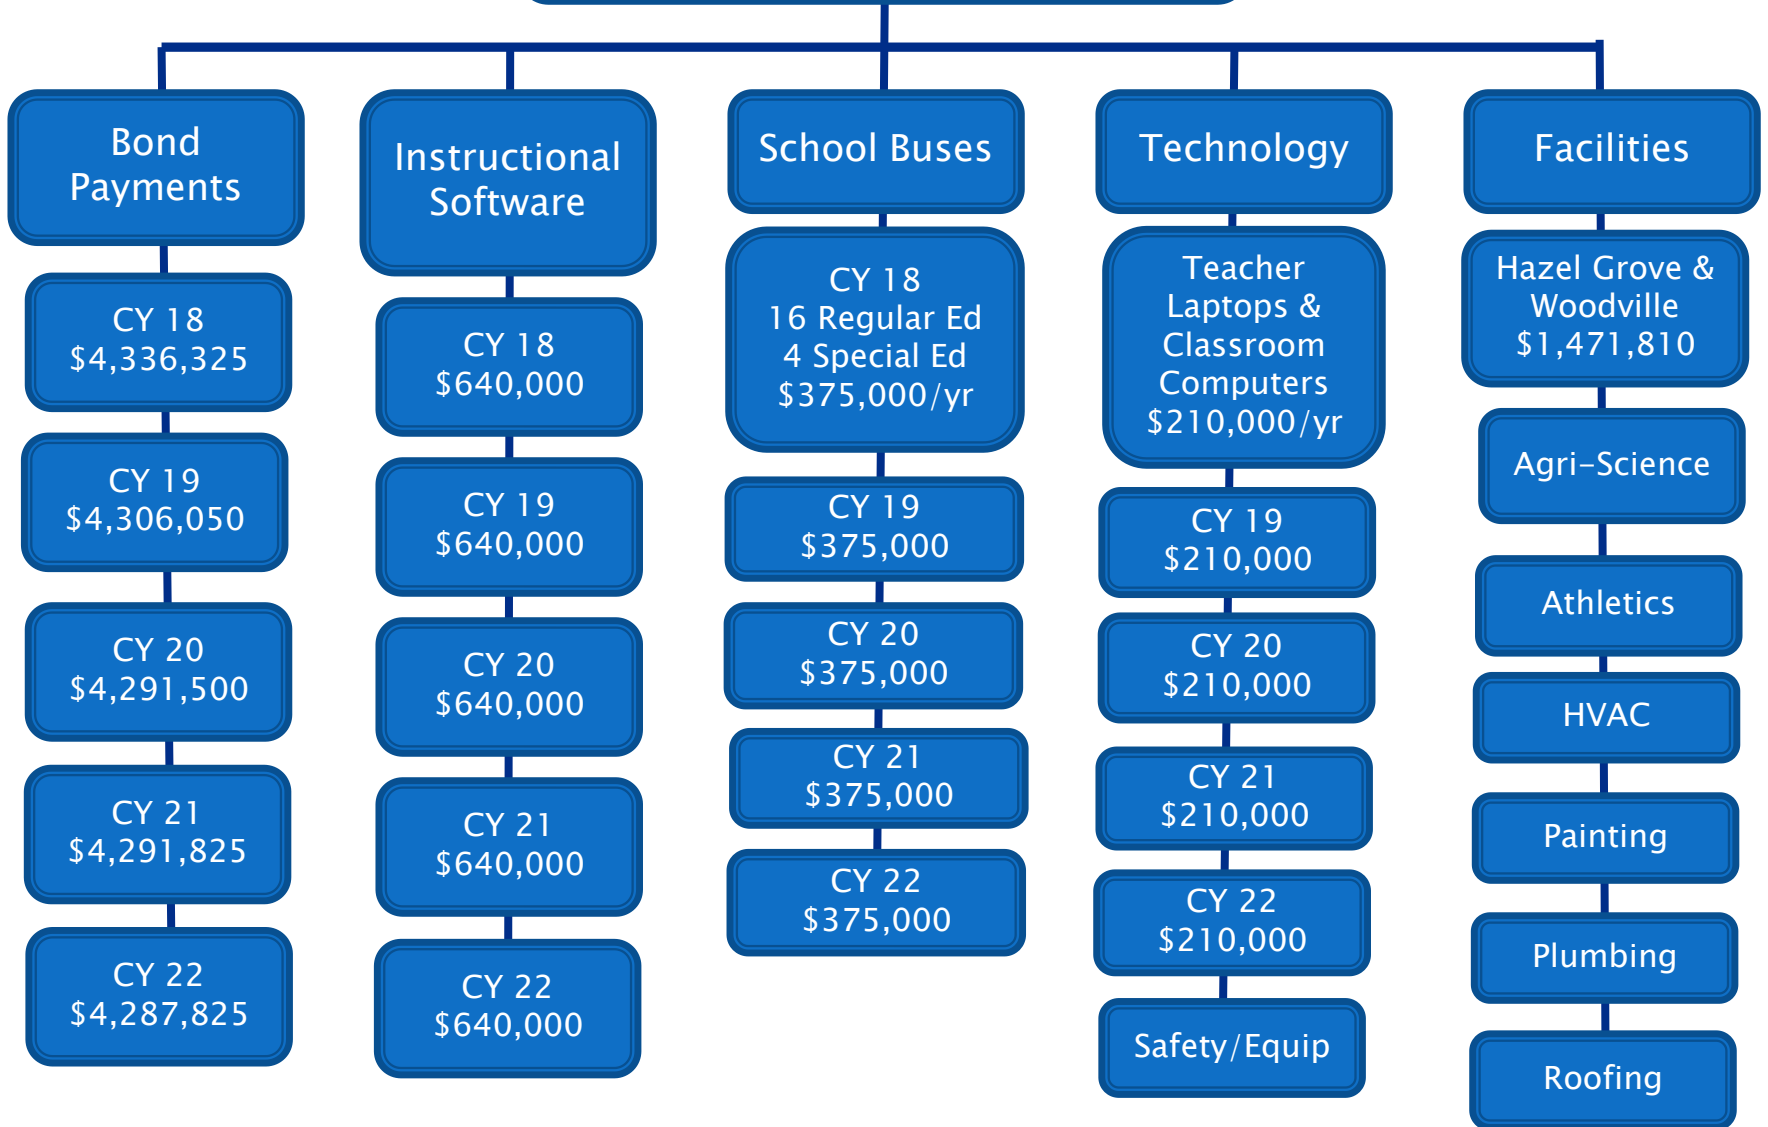 Bond
Payments
CY 18
$4,336,325
CY 19
$4,306,050
CY 20
$4,291,500
CY 21
$4,291,825
CY 22
$4,287,825
Instructional
Software
CY 18
$640,000
CY 19
$640,000
CY 20
$640,000
CY 21
$640,000
CY 22
$640,000
School Buses
CY 18
16 Regular Ed
4 Special Ed
$375,000/yr
CY 19
$375,000
CY 20
$375,000
CY 21
$375,000
CY 22
$375,000
Technology
Teacher
Laptops &
Classroom
Computers
$210,000/yr
CY 19
$210,000
CY 20
$210,000
CY 21
$210,000
CY 22
$210,000
Safety/Equip
Facilities
Hazel Grove &
Woodville
$1,471,810
Agri-Science
Athletics
HVAC
Painting
Plumbing
Roofing